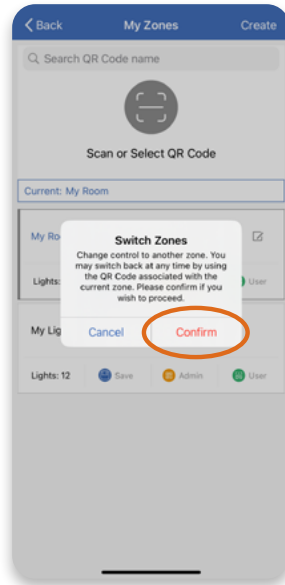 Back My Zones Create
Search QR Code name
Scan or Select QR Code
Current: My Room
My Ro
Switch Zones
Change control to another zone. You
may switch back at any time by using
the QR Code associated with the
current zone. Please confirm if you
wish to proceed.
Lights: User
My Lig
Cancel Confirm
Lights: 12 Save Admin User